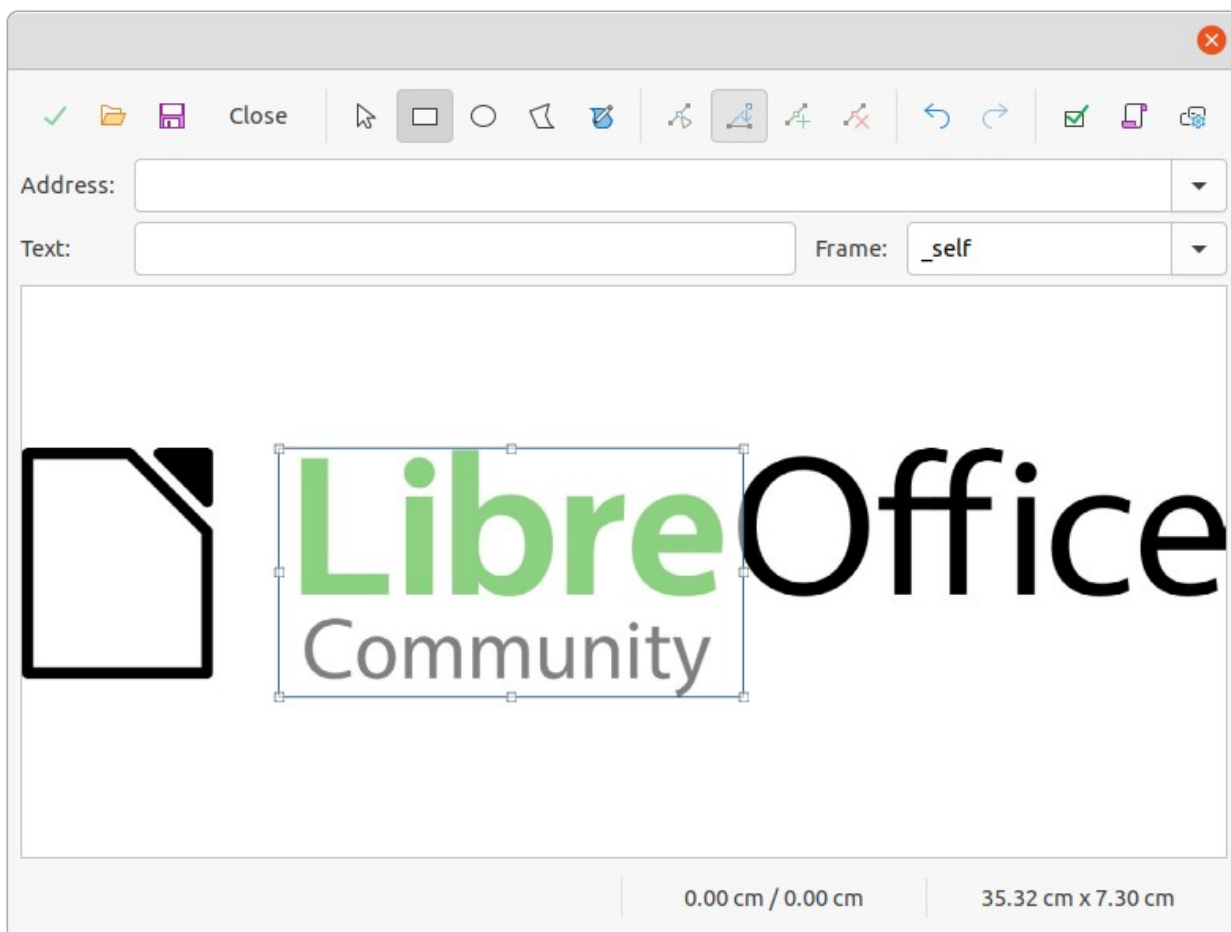 Close
Address:
Text:
Frame: _self
LibreOffice
Community
0.00 cm / 0.00 cm 35.32 cm x 7.30 cm